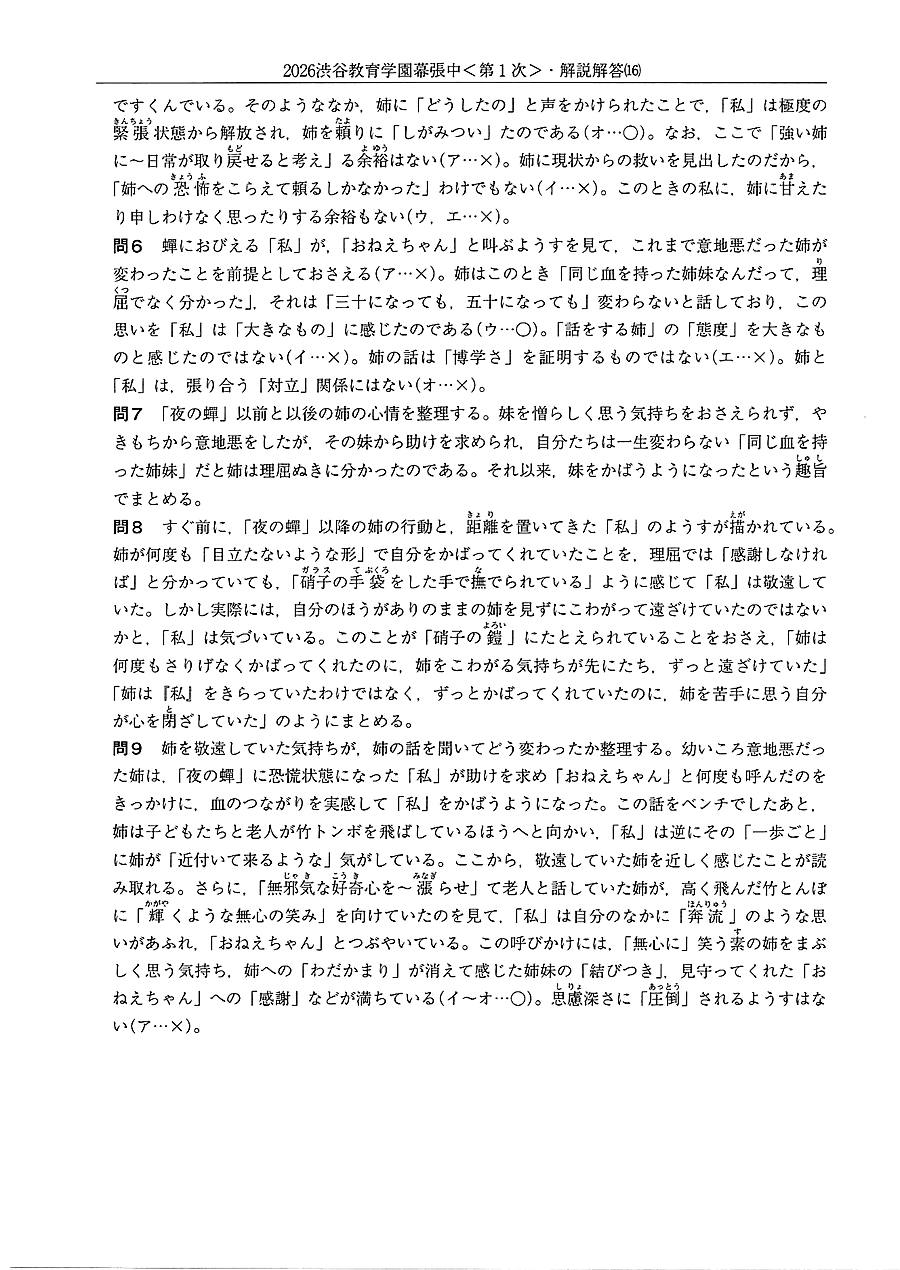 2026渋谷教育学園幕張中<第1次>・解説解答⒃
ですくんでいる。そのようななか，姉に「どうしたの」と声をかけられたことで，「私」は極度の
緊張状態から解放され，姉を頼りに「しがみつい」たのである(オ…○)。なお，ここで「強い姉
に～日常が取り戻せると考え」る余裕はない(ア…×)。姉に現状からの救いを見出したのだから，
「姉への恐怖をこらえて頼るしかなかった」わけでもない(イ…×)。このときの私に，姉に甘えた
り申しわけなく思ったりする余裕もない(ウ，エ…×)。
問6　蟬におびえる「私」が，「おねえちゃん」と叫ぶようすを見て，これまで意地悪だった姉が
変わったことを前提としておさえる(ア…×)。姉はこのとき「同じ血を持った姉妹なんだって，理
屈でなく分かった」，それは「三十になっても，五十になっても」変わらないと話しており，この
思いを「私」は「大きなもの」に感じたのである(ウ…○)。「話をする姉」の「態度」を大きなも
のと感じたのではない(イ…×)。姉の話は「博学さ」を証明するものではない(エ…×)。姉と
「私」は，張り合う「対立」関係にはない(オ…×)。
問7　「夜の蟬」以前と以後の姉の心情を整理する。妹を憎らしく思う気持ちをおさえられず，や
きもちから意地悪をしたが，その妹から助けを求められ，自分たちは一生変わらない「同じ血を持
った姉妹」だと姉は理屈ぬきに分かったのである。それ以来，妹をかばうようになったという趣旨
でまとめる。
問8　すぐ前に，「夜の蟬」以降の姉の行動と，距離を置いてきた「私」のようすが描かれている。
姉が何度も「目立たないような形」で自分をかばってくれていたことを，理屈では「感謝しなけれ
ば」と分かっていても，「硝子の手袋をした手で撫でられている」ように感じて「私」は敬遠して
いた。しかし実際には，自分のほうがありのままの姉を見ずにこわがって遠ざけていたのではない
かと，「私」は気づいている。このことが「硝子の鎧」にたとえられていることをおさえ，「姉は
何度もさりげなくかばってくれたのに，姉をこわがる気持ちが先にたち，ずっと遠ざけていた」
「姉は『私』をきらっていたわけではなく，ずっとかばってくれていたのに，姉を苦手に思う自分
が心を閉ざしていた」のようにまとめる。
問9　姉を敬遠していた気持ちが，姉の話を聞いてどう変わったか整理する。幼いころ意地悪だっ
た姉は，「夜の蟬」に恐慌状態になった「私」が助けを求め「おねえちゃん」と何度も呼んだのを
きっかけに，血のつながりを実感して「私」をかばうようになった。この話をベンチでしたあと，
姉は子どもたちと老人が竹トンボを飛ばしているほうへと向かい，「私」は逆にその「一歩ごと」
に姉が「近付いて来るような」気がしている。ここから，敬遠していた姉を近しく感じたことが読
み取れる。さらに，「無邪気な好奇心を～漲らせ」て老人と話していた姉が，高く飛んだ竹とんぼ
に「輝くような無心の笑み」を向けていたのを見て，「私」は自分のなかに「奔流」のような思
いがあふれ，「おねえちゃん」とつぶやいている。この呼びかけには，「無心に」笑う素の姉をまぶ
しく思う気持ち，姉への「わだかまり」が消えて感じた姉妹の「結びつき」，見守ってくれた「お
ねえちゃん」への「感謝」などが満ちている(イ～オ…○)。思慮深さに「圧倒」されるようすはな
い(ア…×)。